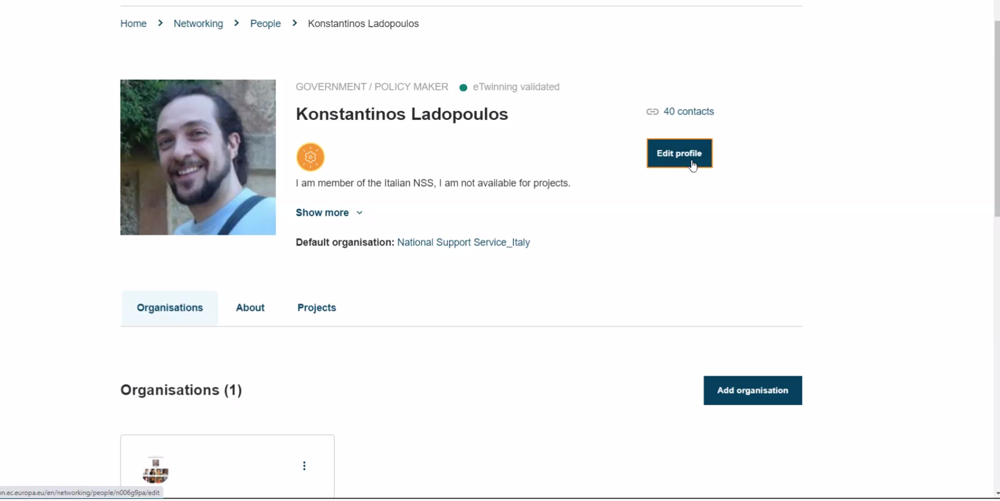 Home > Networking > People > Konstantinos Ladopoulos
GOVERNMENT / POLICY MAKER eTwinning validated
Konstantinos Ladopoulos
40 contacts
Edit profile
I am member of the Italian NSS, I am not available for projects.
Show more
Default organisation: National Support Service_Italy
Organisations About Projects
Organisations (1)
Add organisation
on.ec.europa.eu/en/networking/people/n006g9pa/edit